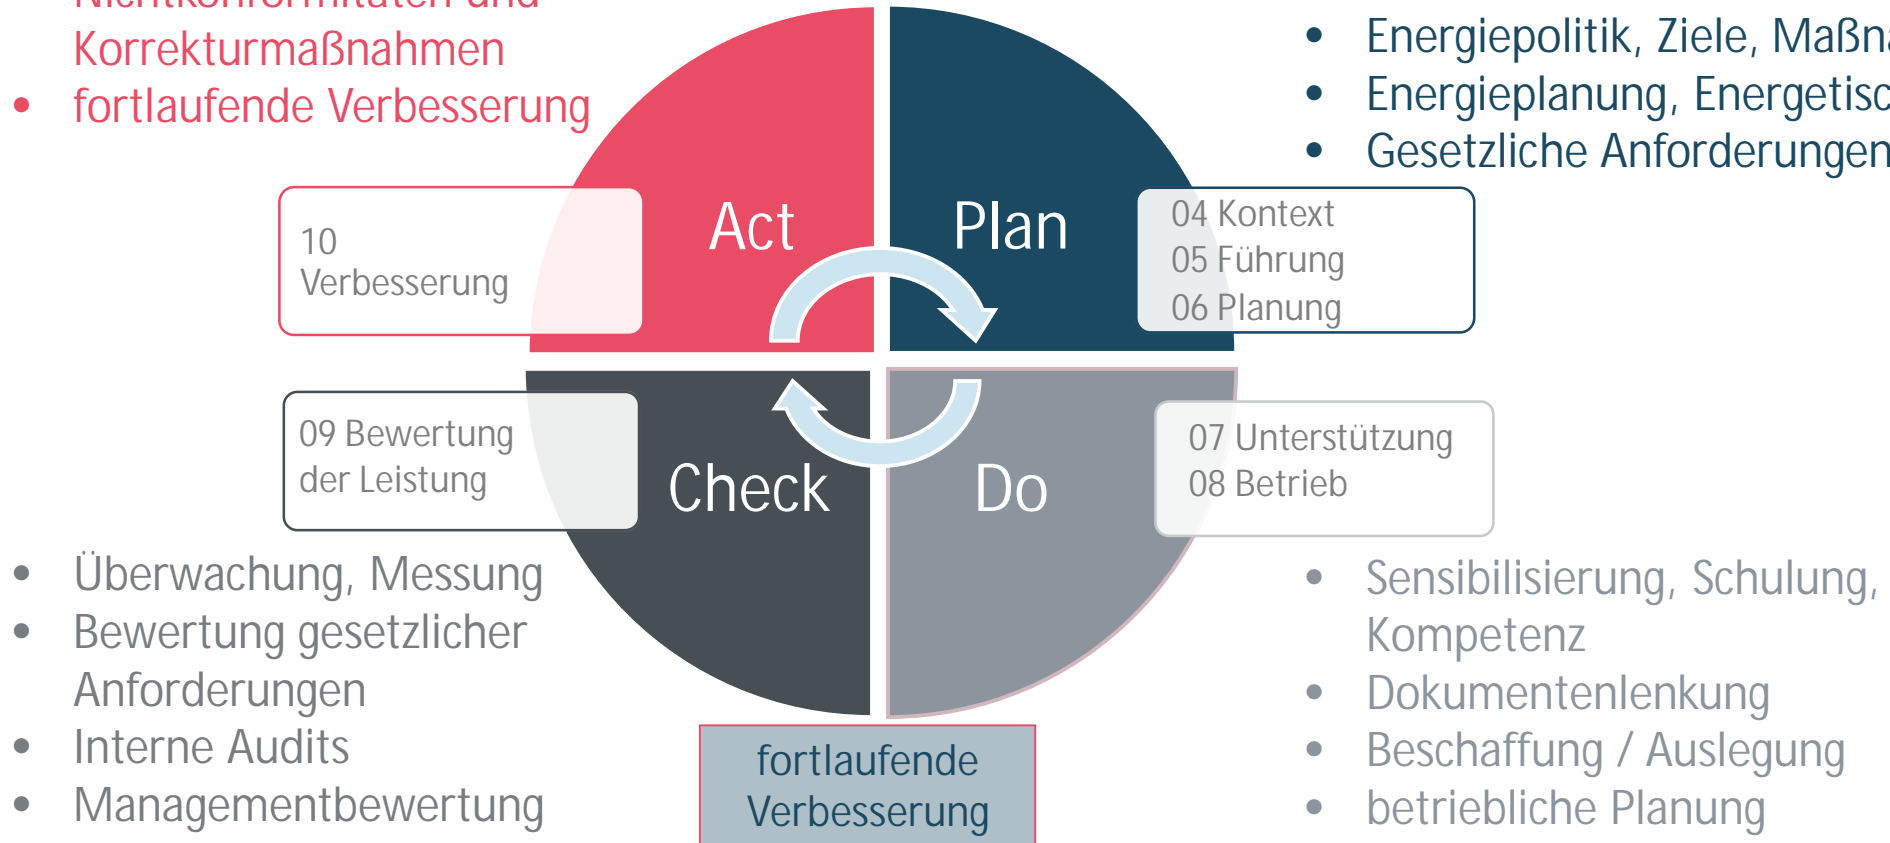 Nichtkonformitäten und
Korrekturmaßnahmen
• fortlaufende Verbesserung
• Energiepolitik, Ziele,
• Energieplanung,
• Gesetzliche Anforderungen
Act
Plan
10
Verbesserung
04 Kontext
05 Führung
06 Planung
09 Bewertung
der Leistung
07 Unterstützung
08 Betrieb
Check
Do
• Überwachung, Messung
• Bewertung gesetzlicher
Anforderungen
• Interne Audits
• Managementbewertung
• Sensibilisierung, Schulung,
Kompetenz
• Dokumentenlenkung
• Beschaffung / Auslegung
• betriebliche Planung
fortlaufende
Verbesserung